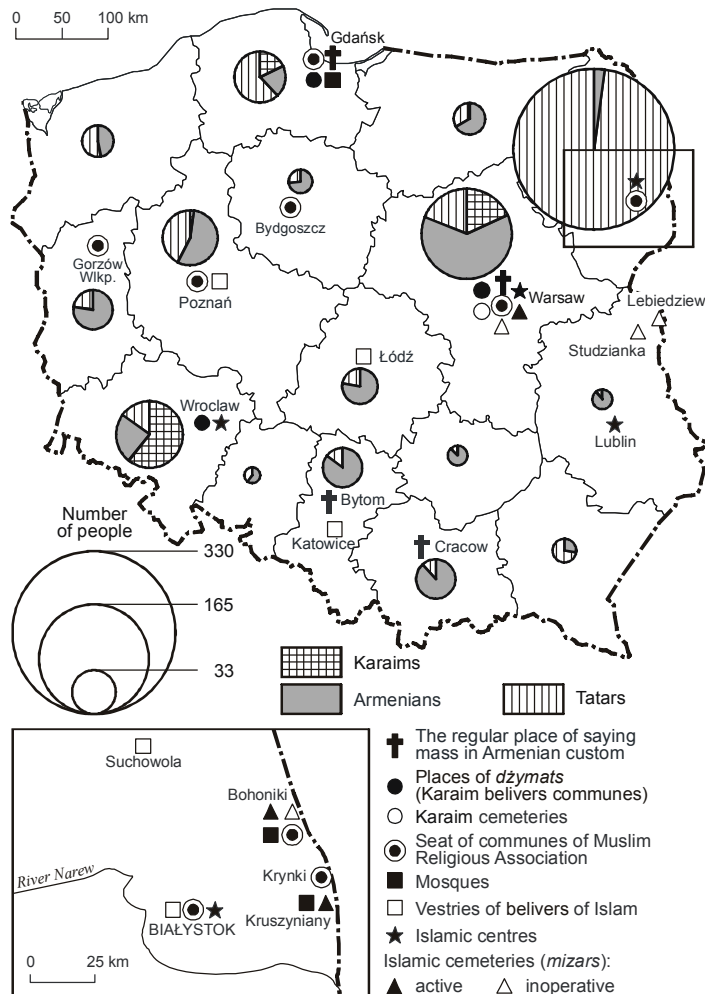 0 50 100 km
Gdańsk
Bydgoszcz
Gorzów
Wlkp.
Poznań
Warsaw
Lebiedziew
Studzianka
Łódź
Wroclaw
Lublin
Bytom
Katowice
Cracow
Number
of people
330
165
33
Karaims
Armenians
Tatars
The regular place of saying
mass in Armenian custom
Places of dżymats
(Karaim belivers communes)
Karaim cemeteries
Seat of communes of Muslim
Religious Association
Mosques
Vestries of belivers of Islam
Islamic centres
Islamic cemeteries (mizars):
active inoperative
Suchowola
Bohoniki
River Narew
Krynki
Kruszyniany
BIAŁYSTOK
0 25 km